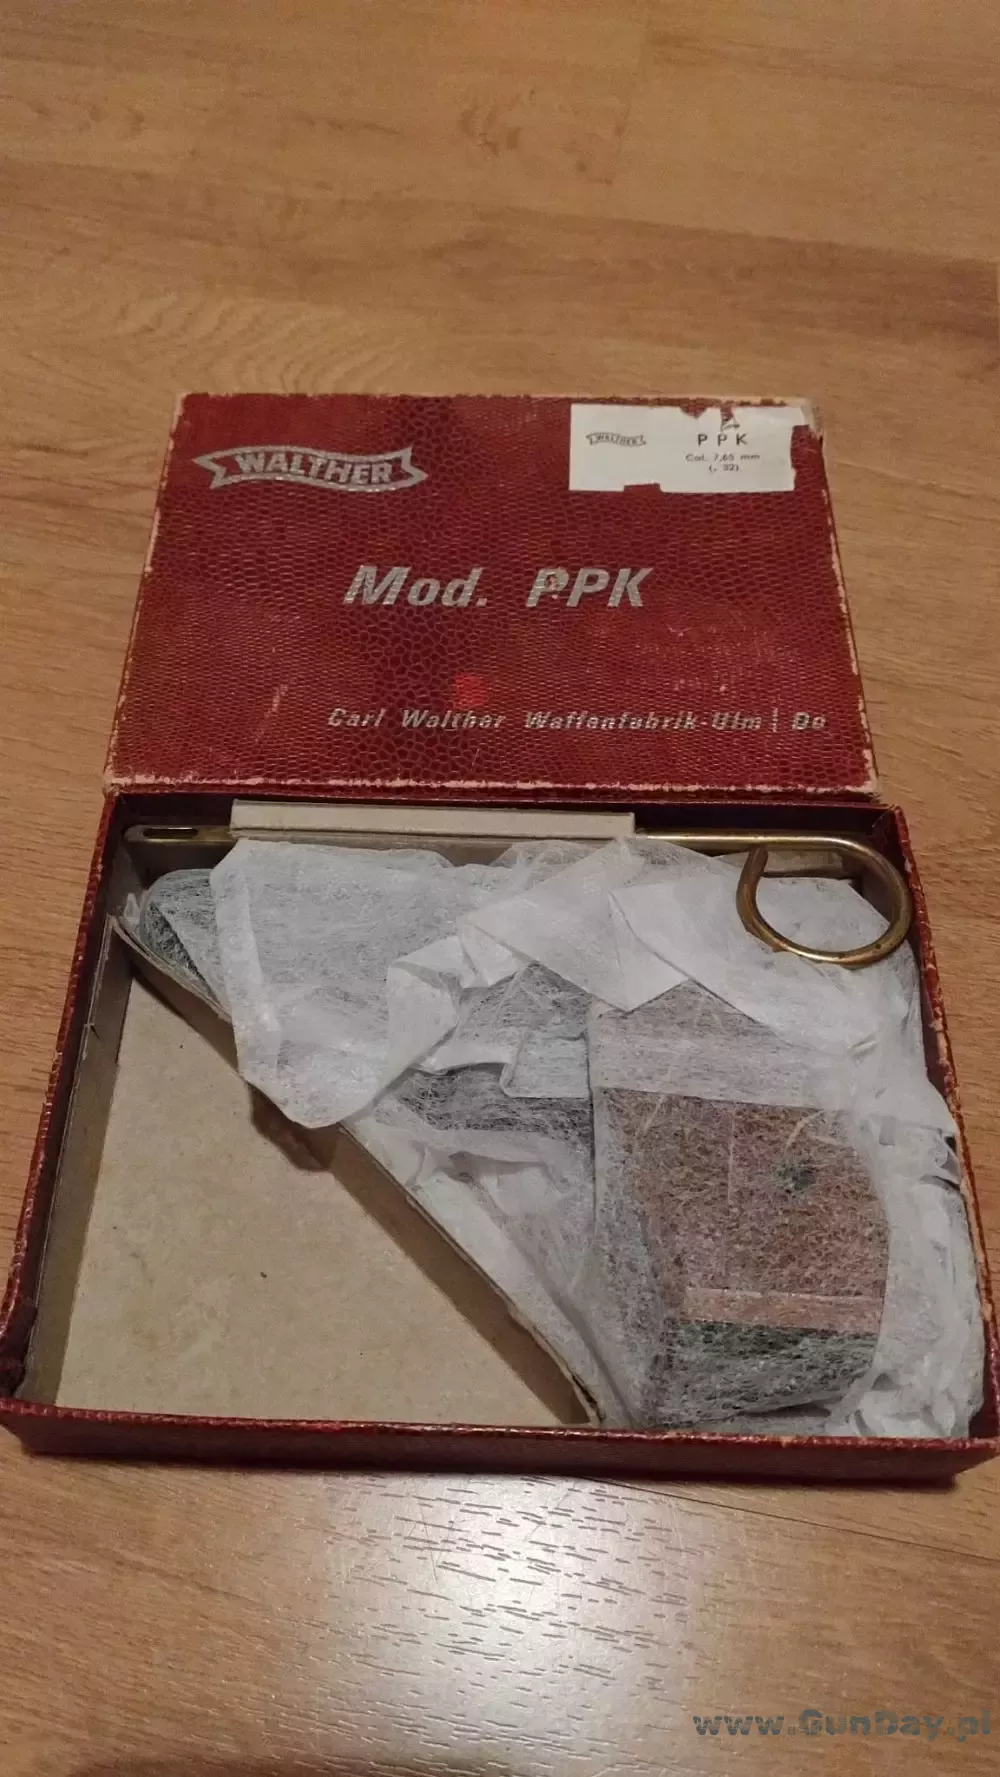 WALTHER
WALTHER
PPK
Cal. 7,65 mm
(. 32)
Mod. PPK
Carl Walther Waffenfabrik-Ulm / Do
www.GunBay.pl